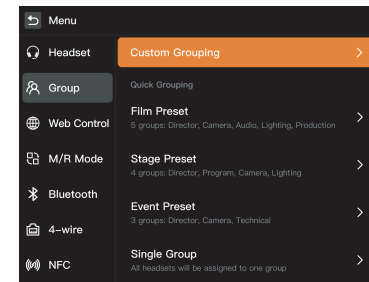 Menu
Headset
Group
Web Control
M/R Mode
Bluetooth
4-wire
NFC
Custom Grouping
Quick Grouping
Film Preset
5 groups: Director, Camera, Audio, Lighting, Production
Stage Preset
4 groups: Director, Program, Camera, Lighting
Event Preset
3 groups: Director, Camera, Technical
Single Group
All headsets will be assigned to one group